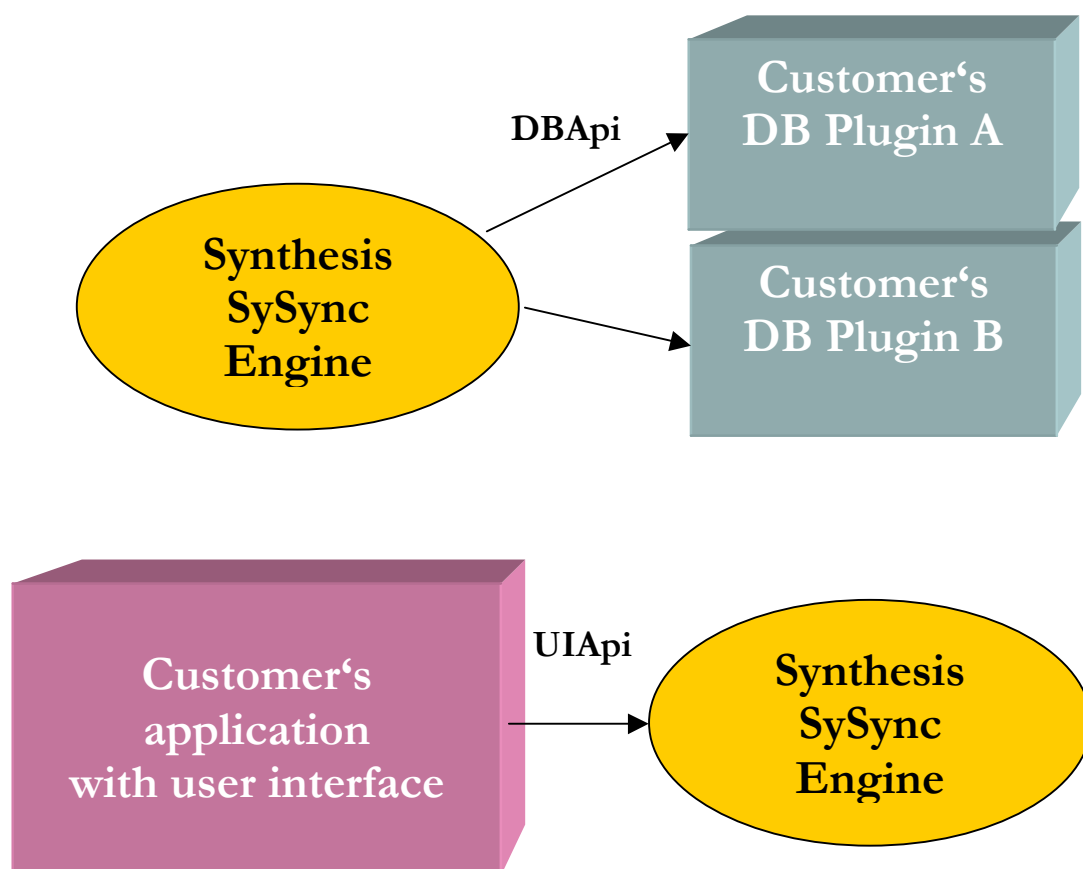 Customer‘s
DB Plugin A
DBApi
Synthesis
SySync
Engine
Customer‘s
DB Plugin B
Customer‘s
application
with user interface
UIApi
Synthesis
SySync
Engine